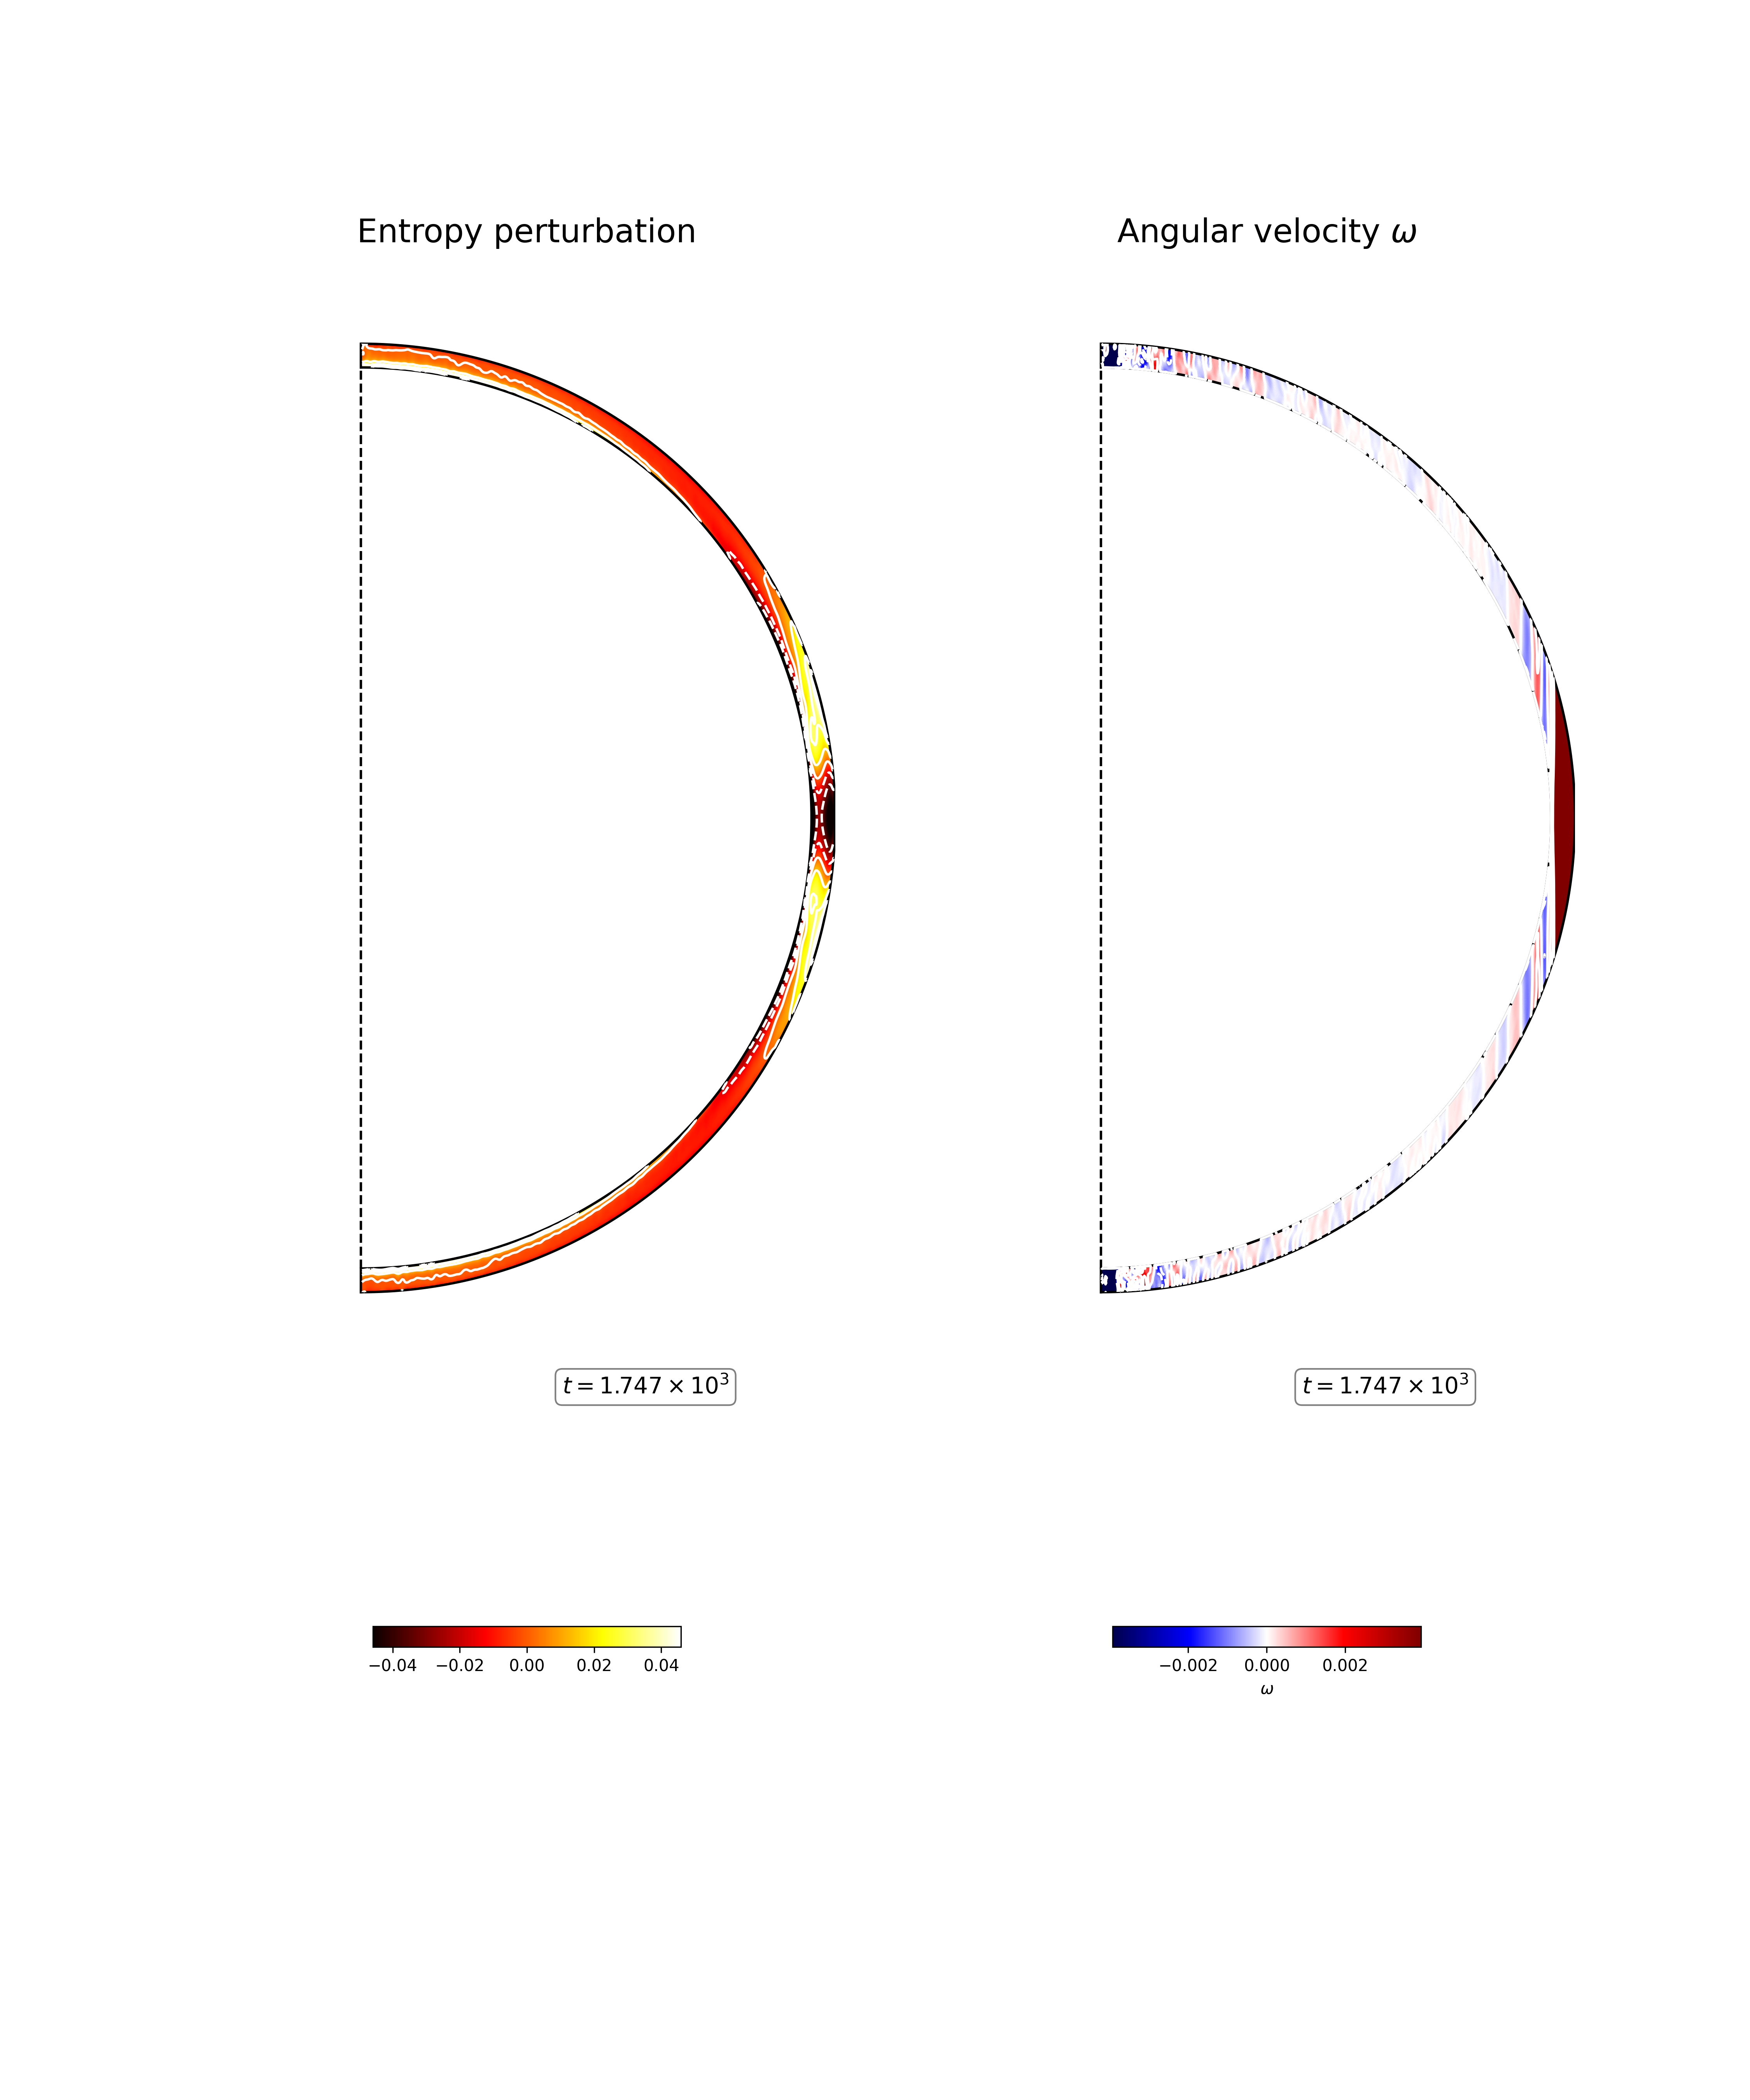 Entropy perturbation
Angular velocity ω
t = 1.747 × 10³
t = 1.747 × 10³
−0.04 −0.02 0.00 0.02 0.04
−0.002 0.000 0.002
ω